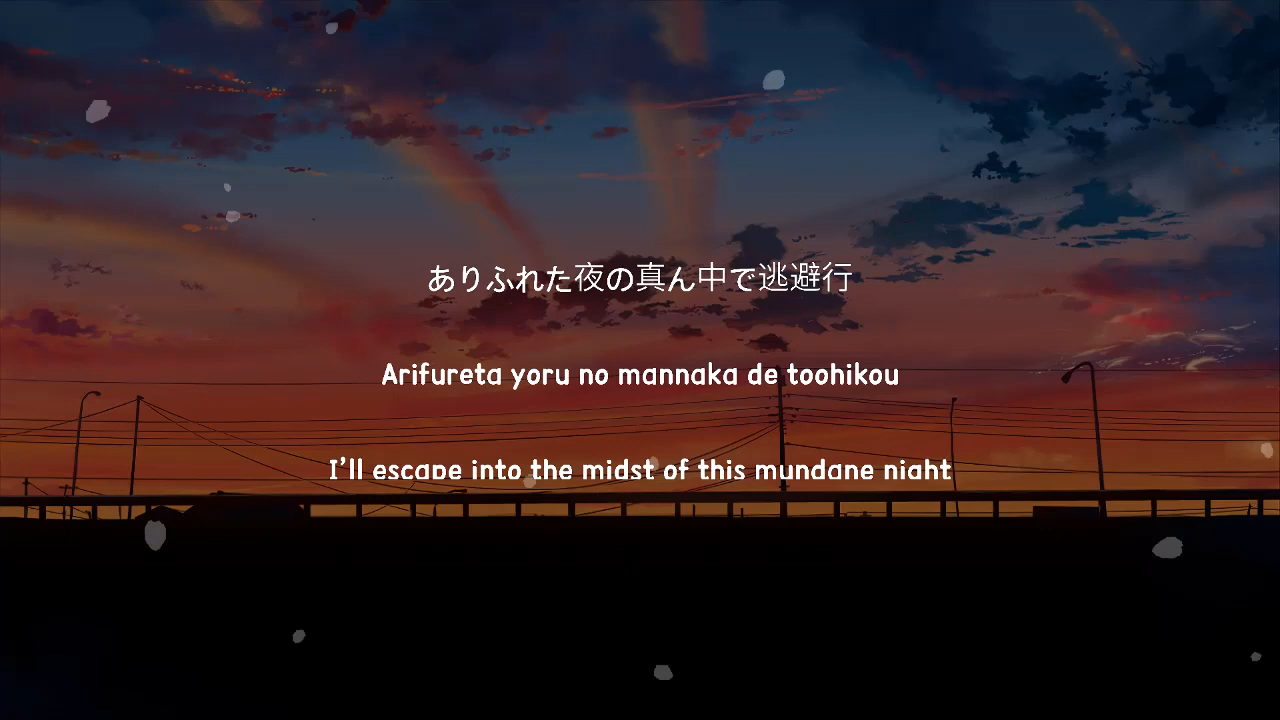 ありふれた夜の真ん中で逃避行
Arifureta yoru no mannaka de toohikou
I'll escape into the midst of this mundane night